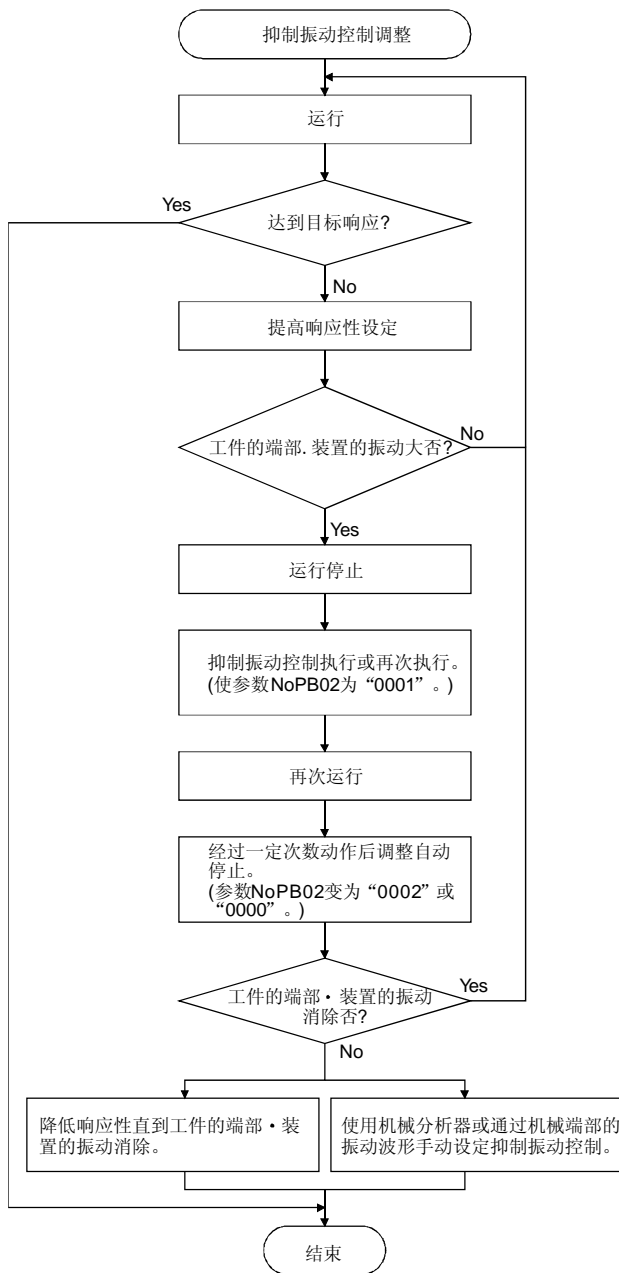 抑制振动控制调整
运行
Yes
达到目标响应?
No
提高响应性设定
工件的端部.装置的振动大否?
No
Yes
运行停止
抑制振动控制执行或再次执行。
(使参数NoPB02为“0001”。)
再次运行
经过一定次数动作后调整自动
停止。
(参数NoPB02变为“0002”或
“0000”。)
工件的端部·装置的振动
消除否?
Yes
No
降低响应性直到工件的端部·装
置的振动消除。
使用机械分析器或通过机械端部的
振动波形手动设定抑制振动控制。
结束